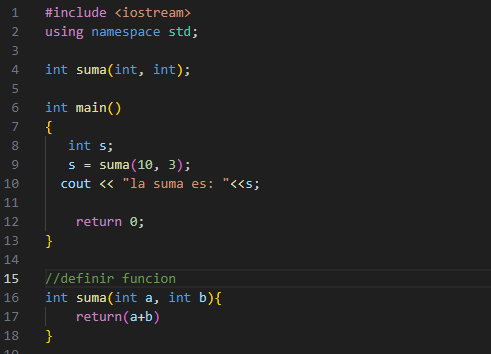 1 #include <iostream>
2 using namespace std;
3
4 int suma(int, int);
5
6 int main()
7 {
8 int s;
9 s = suma(10, 3);
10 cout << "la suma es: "<<s;
11
12 return 0;
13 }
14
15 //definir funcion
16 int suma(int a, int b){
17 return(a+b)
18 }